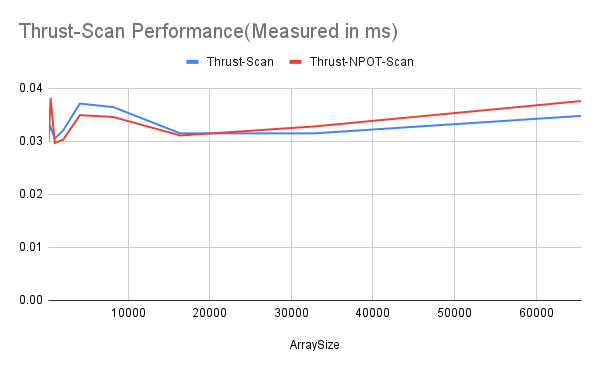 Thrust-Scan Performance(Measured in ms)
Thrust-Scan Thrust-NPOT-Scan
0.04
0.03
0.02
0.01
0.00
10000 20000 30000 40000 50000 60000
ArraySize